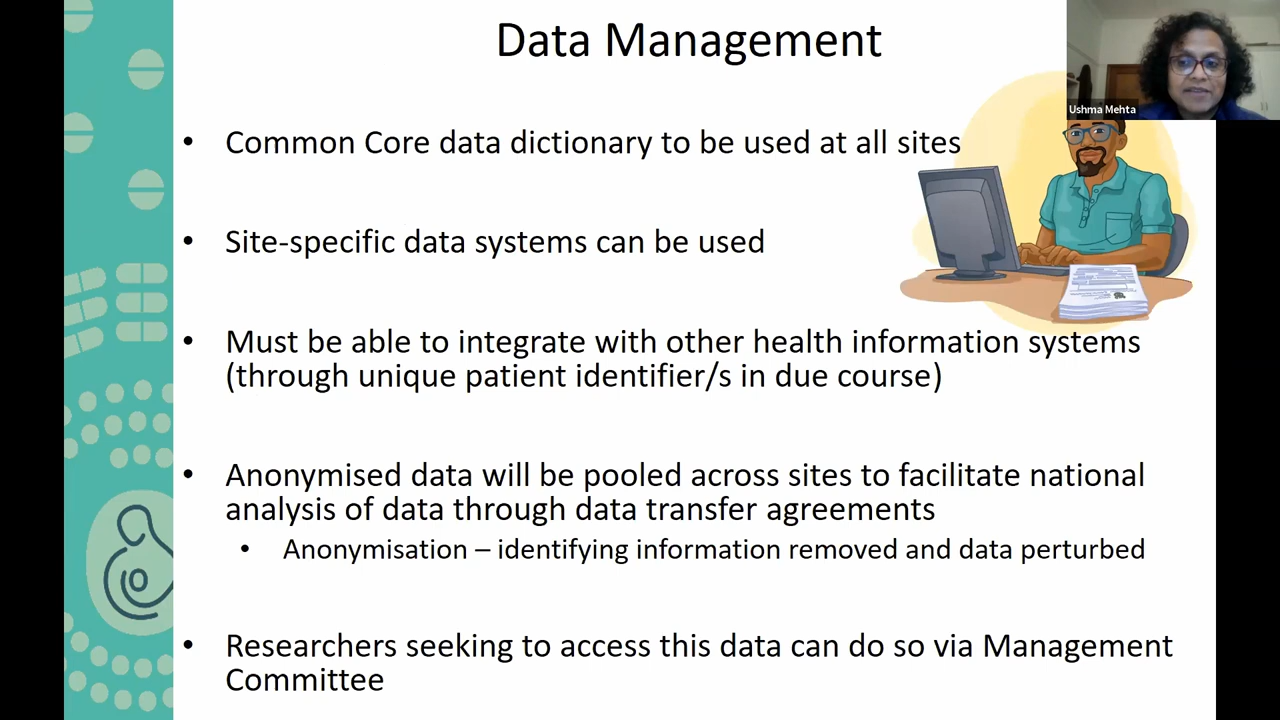 Data Management
Ushma Mehta
• Common Core data dictionary to be used at all sites
• Site-specific data systems can be used
• Must be able to integrate with other health information systems
(through unique patient identifier/s in due course)
• Anonymised data will be pooled across sites to facilitate national
analysis of data through data transfer agreements
• Anonymisation – identifying information removed and data perturbed
• Researchers seeking to access this data can do so via Management
Committee